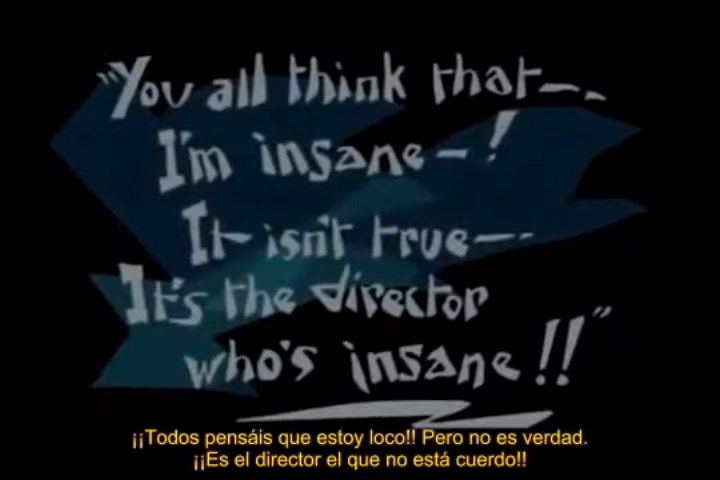 "You all think that—--
I'm insane—!
It isn't true—--
It's the director
who's insane!!"
¡¡Todos pensáis que estoy loco!! Pero no es verdad.
¡¡Es el director el que no está cuerdo!!